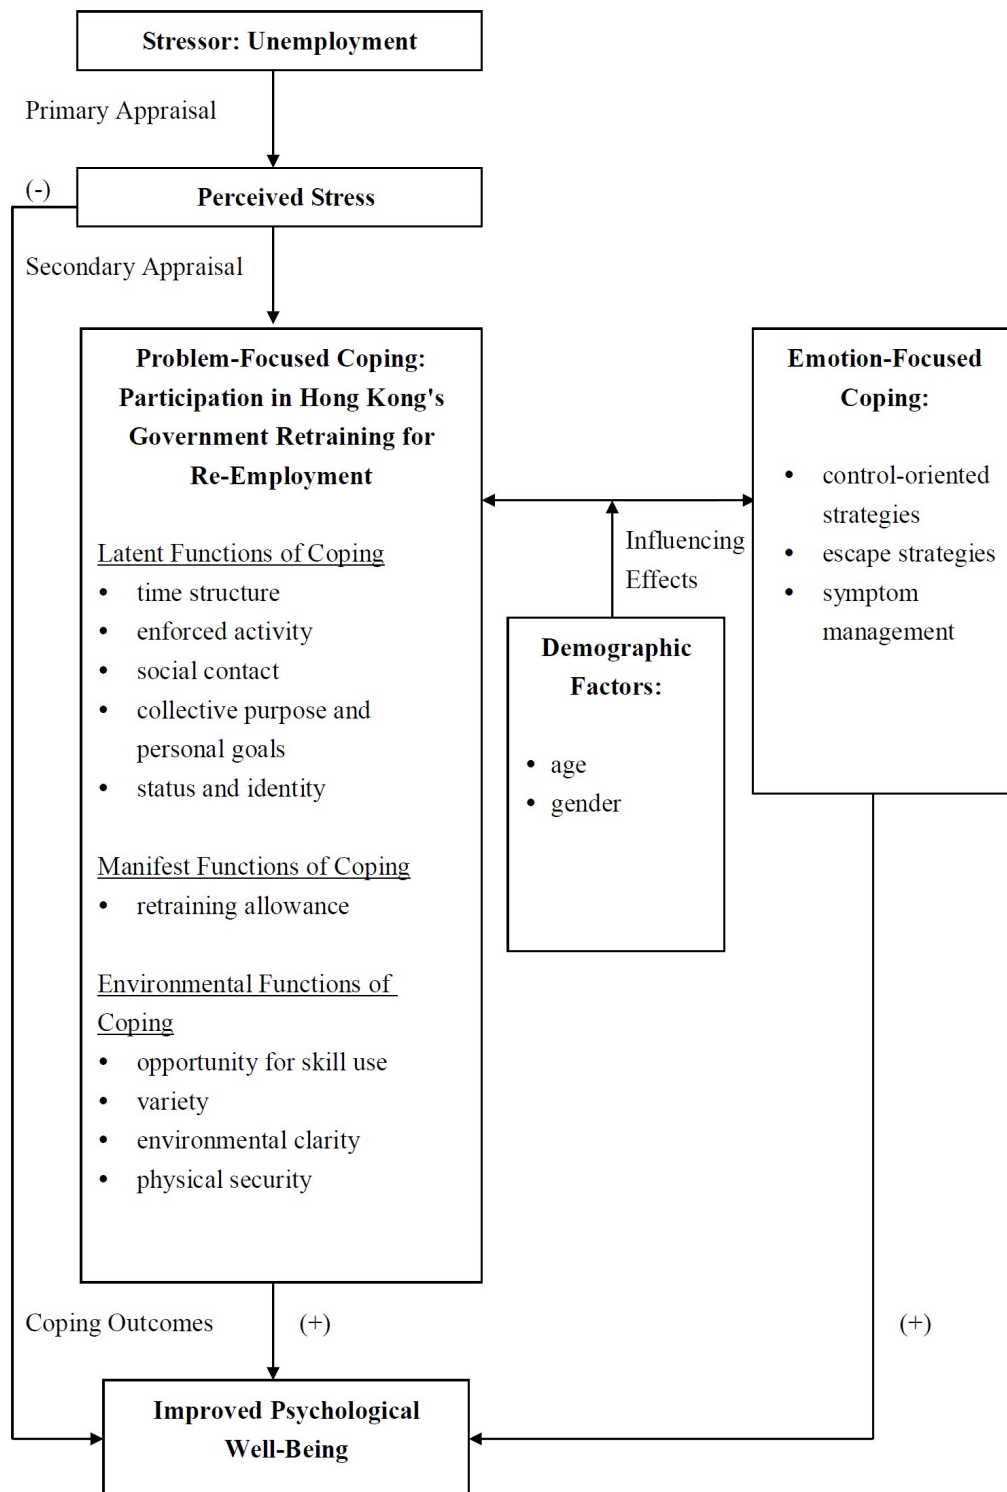 Stressor: Unemployment
Primary Appraisal
(-)
Perceived Stress
Secondary Appraisal
Problem-Focused Coping:
Participation in Hong Kong's
Government Retraining for
Re-Employment
Latent Functions of Coping
• time structure
• enforced activity
• social contact
• collective purpose and
personal goals
• status and identity
Manifest Functions of Coping
• retraining allowance
Environmental Functions of
Coping
• opportunity for skill use
• variety
• environmental clarity
• physical security
Influencing
Effects
Demographic
Factors:
• age
• gender
Emotion-Focused
Coping:
• control-oriented
strategies
• escape strategies
• symptom
management
Coping Outcomes
(+)
(+)
Improved Psychological
Well-Being